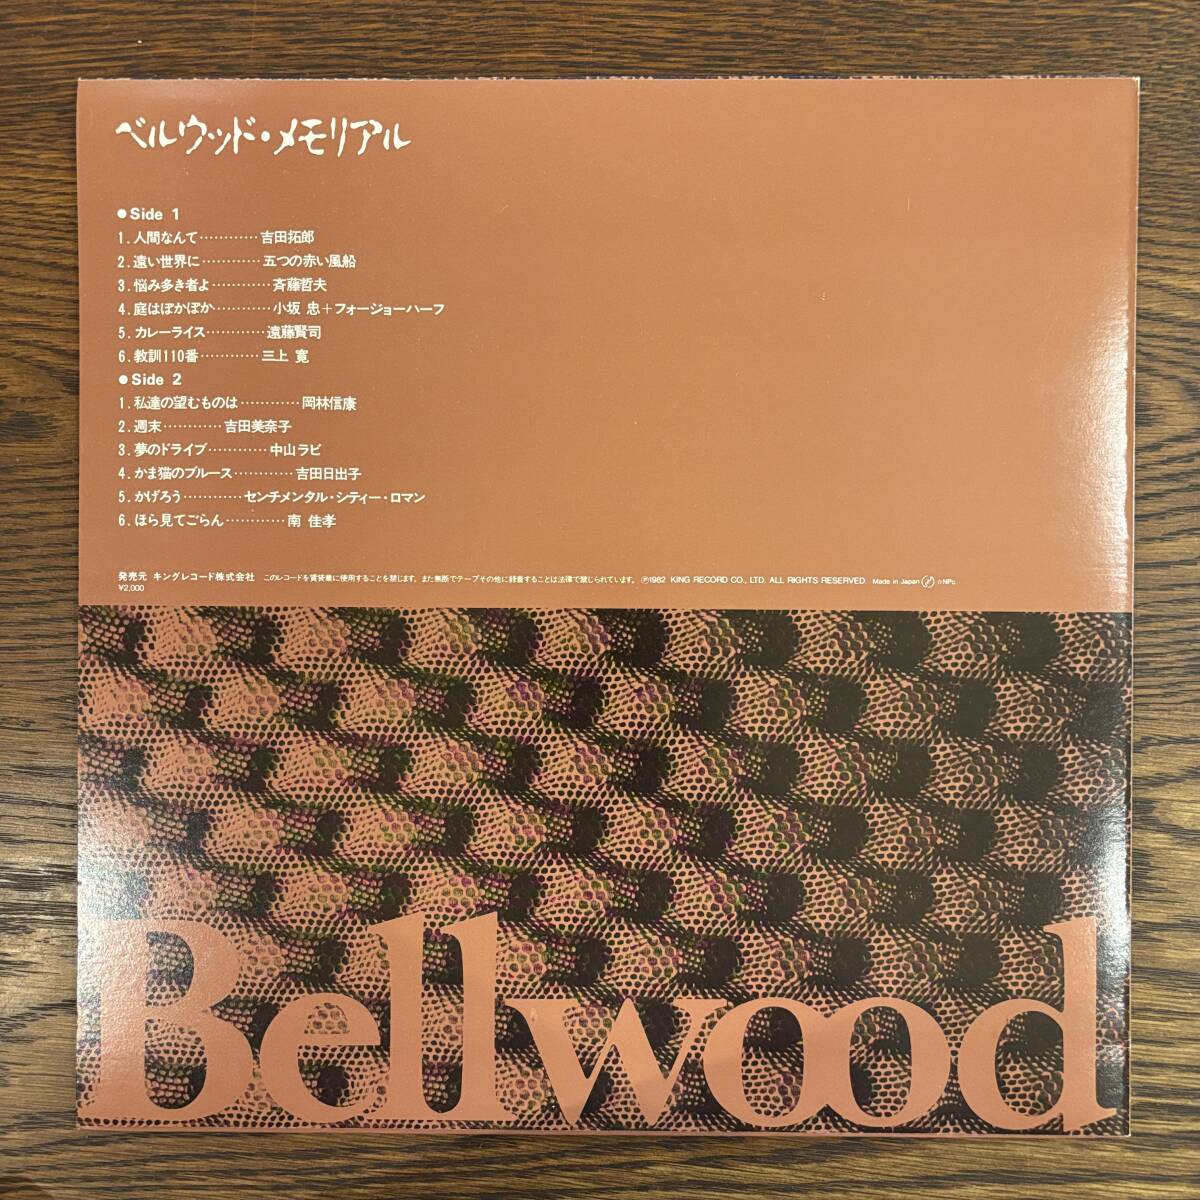 ベルウッド・メモリアル
●Side 1
1.人間なんて…………吉田拓郎
2.遠い世界に…………五つの赤い風船
3.悩み多き者よ…………斉藤哲夫
4.庭はぽかぽか…………小坂 忠＋フォージョーハーフ
5.カレーライス…………遠藤賢司
6.教訓110番…………三上 寛
●Side 2
1.私達の望むものは…………岡林信康
2.週末…………吉田美奈子
3.夢のドライブ…………中山ラビ
4.かま猫のブルース…………吉田日出子
5.かげろう…………センチメンタル・シティー・ロマン
6.ほら見てごらん…………南 佳孝
発売元 キングレコード株式会社 このレコードを賃貸業に使用することを禁じます。また無断でテープその他に録音することは法律で禁じられています。 Ⓟ1982 KING RECORD CO., LTD. ALL RIGHTS RESERVED Made in Japan ☆NPc
¥2,000
Bellwood